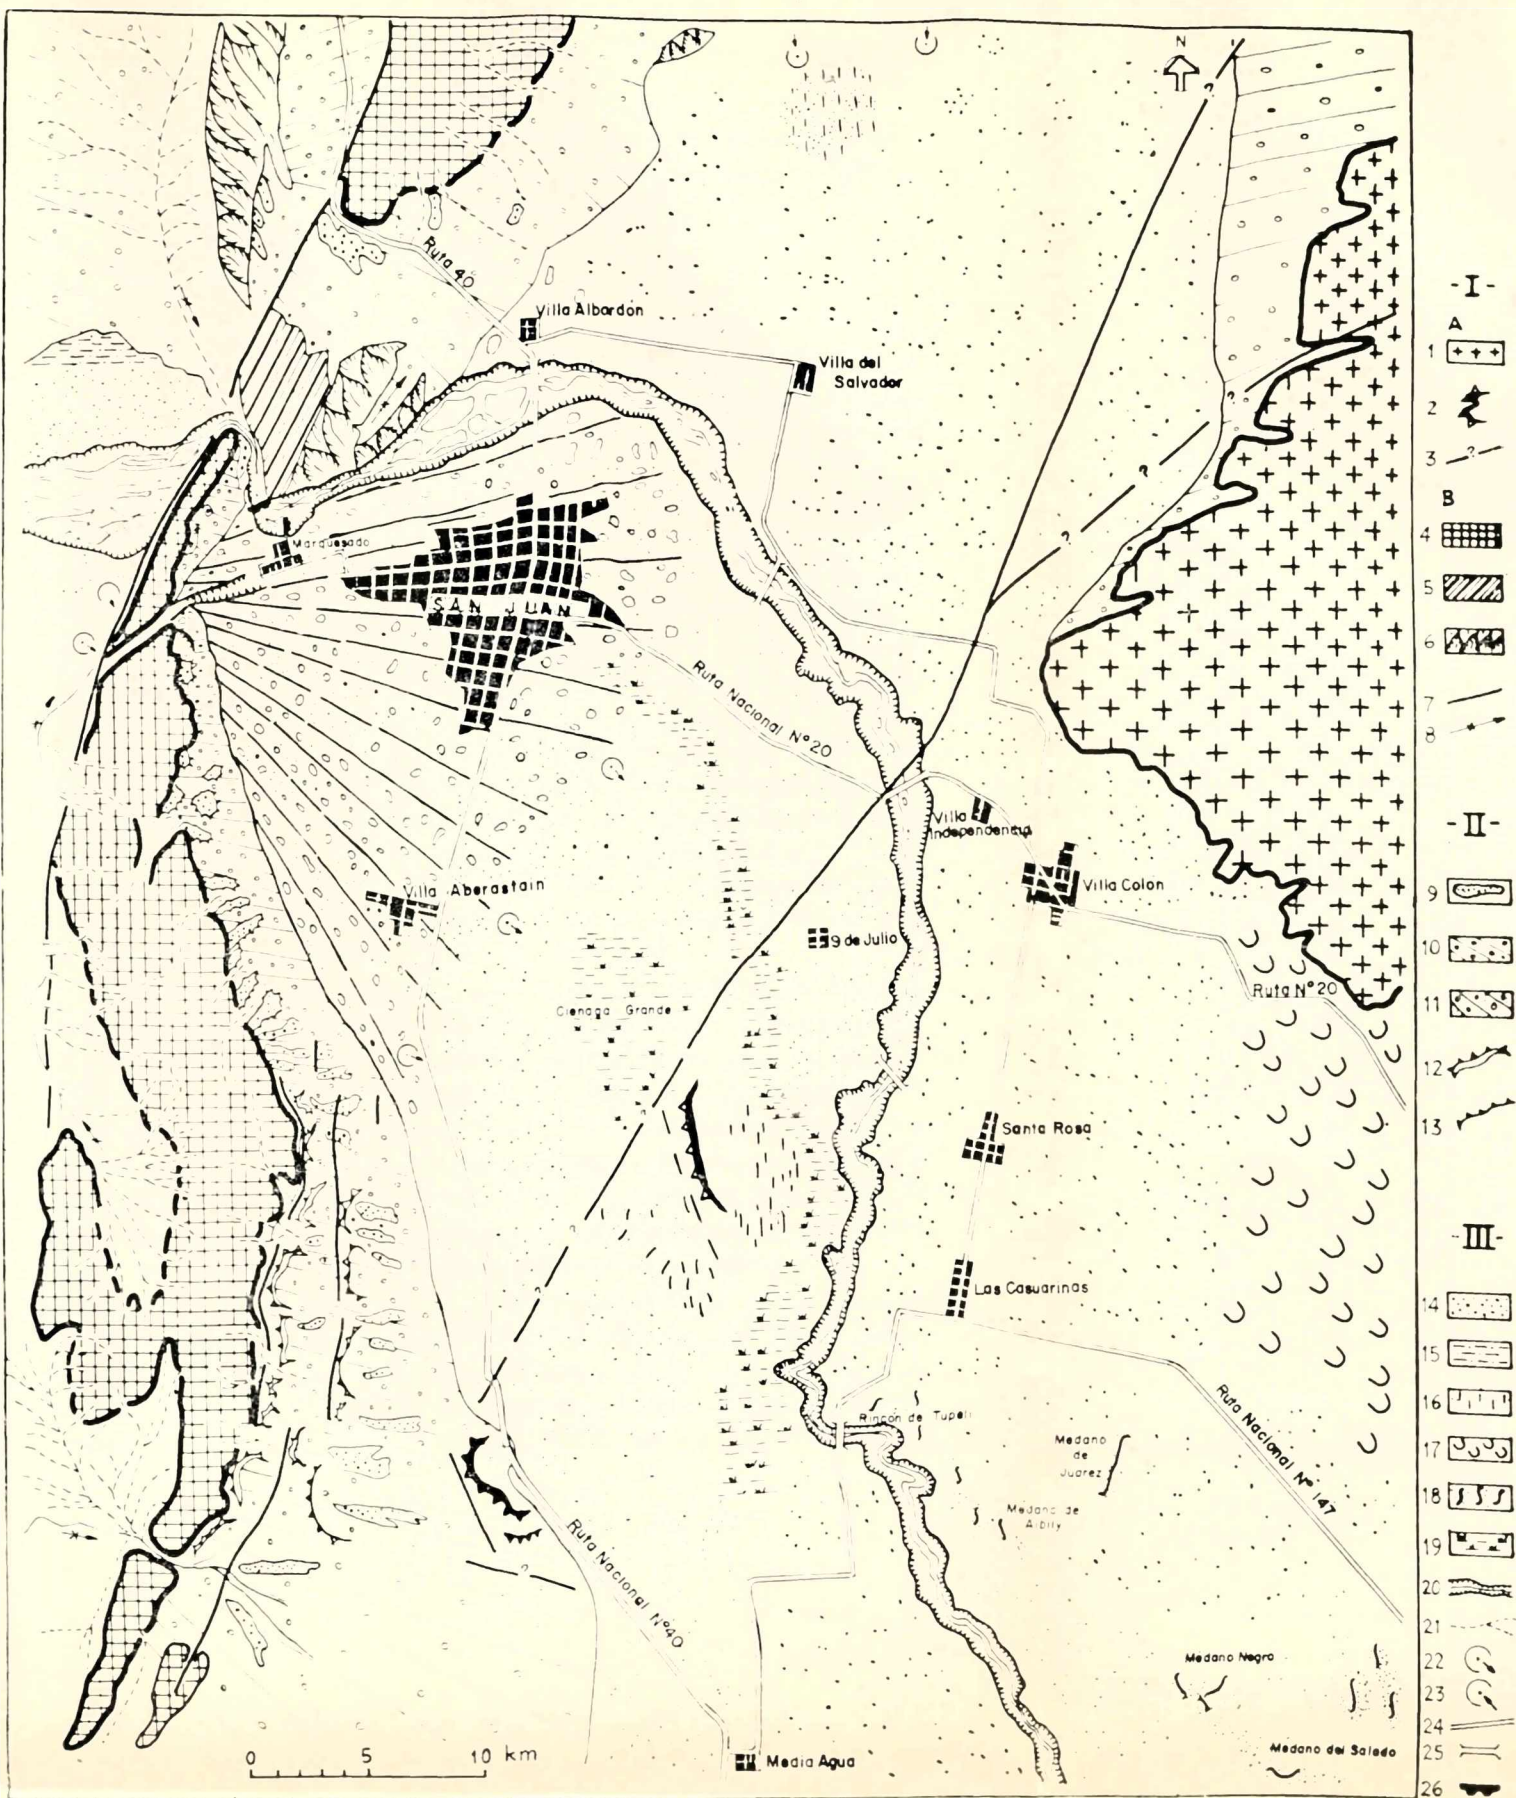 N
Ruta 40
Villa Albardón
Villa del
Salvador
Marquesado
SAN JUAN
Ruta Nacional Nº20
Villa
Independencia
Villa Aberastain
Villa Colon
9 de Julio
Ruta Nº20
Cienaga Grande
Santa Rosa
Las Casuarinas
Rincón de Tupeli
Medano
de
Juarez
Ruta Nacional Nº 147
Medano de
Ruta Nacional Nº40
Medano Negro
0 5 10 km
Media Agua
Medano del Salado
-I-
A
1
2
3 ?
B
4
5
6
7
8
-II-
9
10
11
12
13
-III-
14
15
16
17
18
19
20
21
22
23
24
25
26
?
?
?
?
?
?
?
?